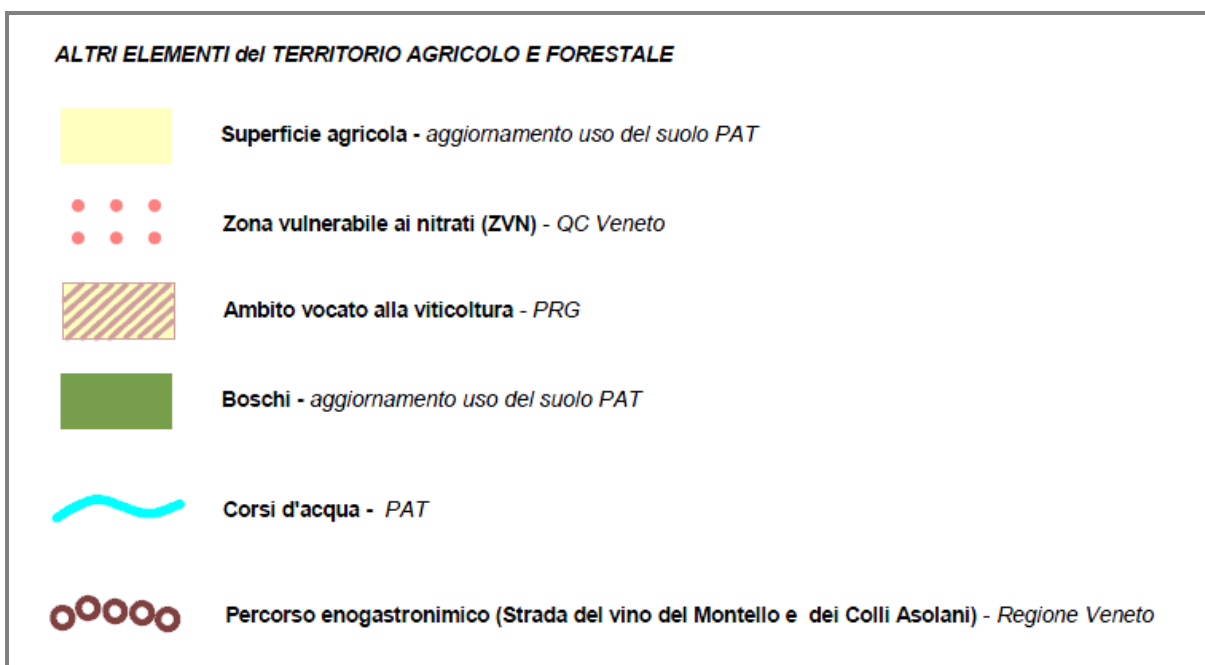 ALTRI ELEMENTI del TERRITORIO AGRICOLO E FORESTALE
Superficie agricola - aggiornamento uso del suolo PAT
Zona vulnerabile ai nitrati (ZVN) - QC Veneto
Ambito vocato alla viticoltura - PRG
Boschi - aggiornamento uso del suolo PAT
Corsi d'acqua - PAT
Percorso enogastronimico (Strada del vino del Montello e dei Colli Asolani) - Regione Veneto